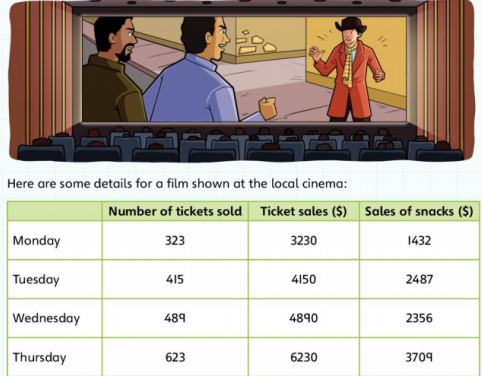 Here are some details for a film shown at the local cinema:
Number of tickets sold Ticket sales ($) Sales of snacks ($)
Monday 323 3230 1432
Tuesday 415 4150 2487
Wednesday 489 4890 2356
Thursday 623 6230 3709